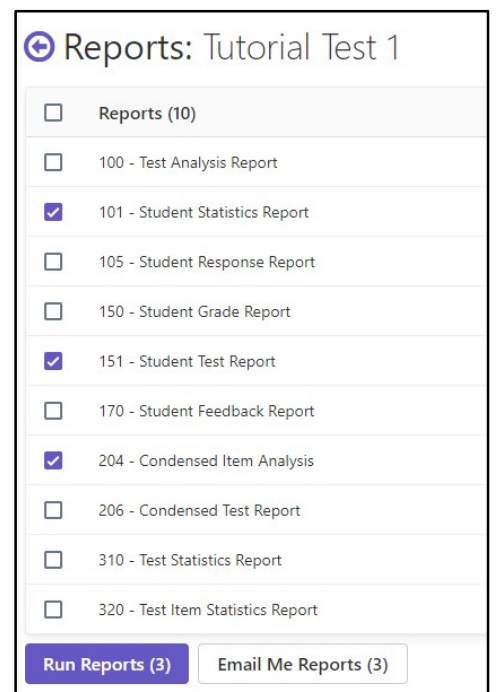 Reports: Tutorial Test 1
Reports (10)
100 - Test Analysis Report
101 - Student Statistics Report
105 - Student Response Report
150 - Student Grade Report
151 - Student Test Report
170 - Student Feedback Report
204 - Condensed Item Analysis
206 - Condensed Test Report
310 - Test Statistics Report
320 - Test Item Statistics Report
Run Reports (3) Email Me Reports (3)